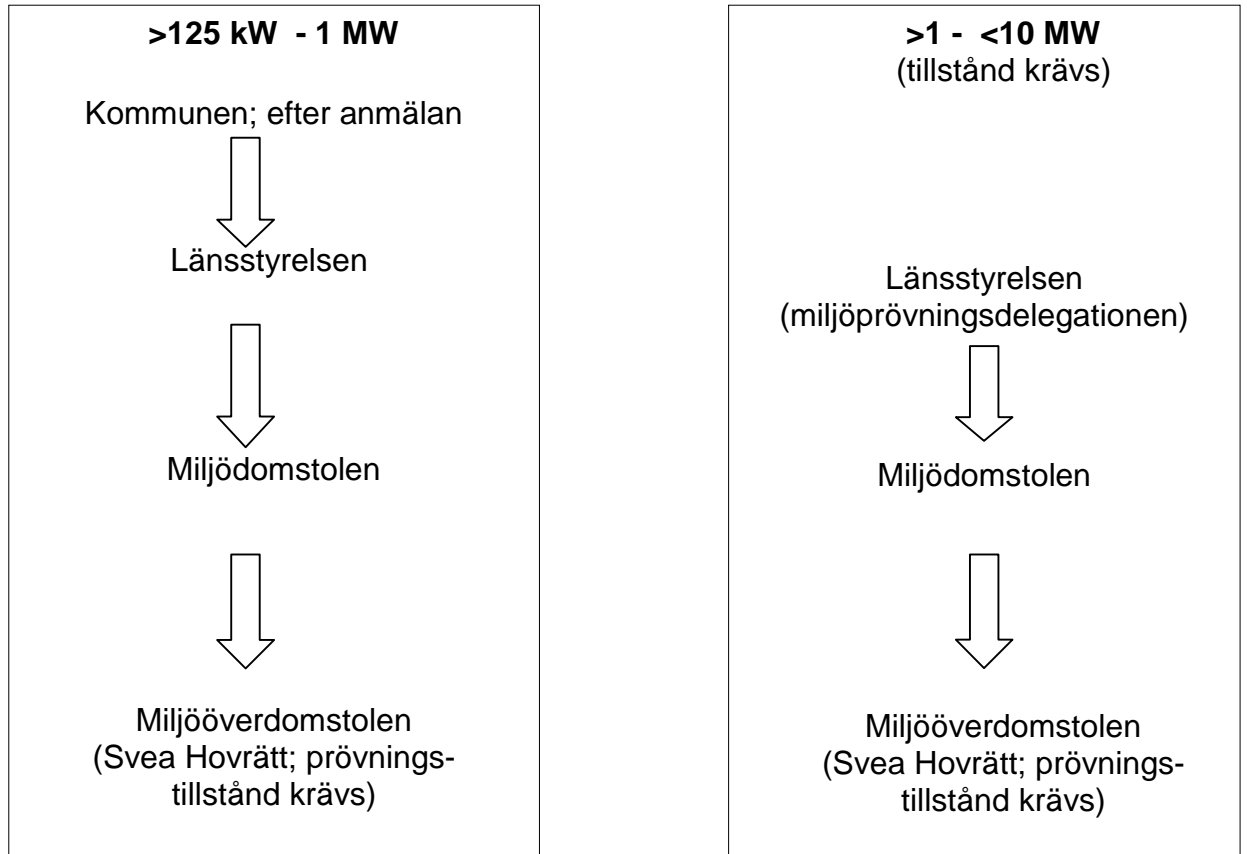 >125 kW - 1 MW
Kommunen; efter anmälan
Länsstyrelsen
Miljödomstolen
Miljööverdomstolen
(Svea Hovrätt; prövnings-
tillstånd krävs)
>1 - <10 MW
(tillstånd krävs)
Länsstyrelsen
(miljöprövningsdelegationen)
Miljödomstolen
Miljööverdomstolen
(Svea Hovrätt; prövnings-
tillstånd krävs)